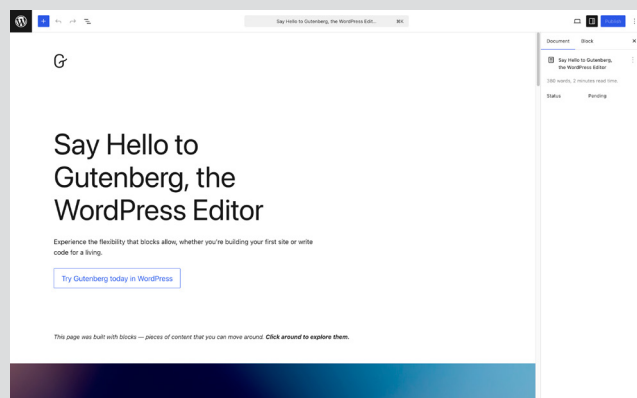 Say Hello to Gutenberg, the WordPress Edit... ⌘K
Publish
Document Block
Say Hello to Gutenberg,
the WordPress Editor
Status Pending
Say Hello to
Gutenberg, the
WordPress Editor
Experience the flexibility that blocks allow, whether you're building your first site or write
code for a living.
Try Gutenberg today in WordPress
This page was built with blocks — pieces of content that you can move around. Click around to explore them.